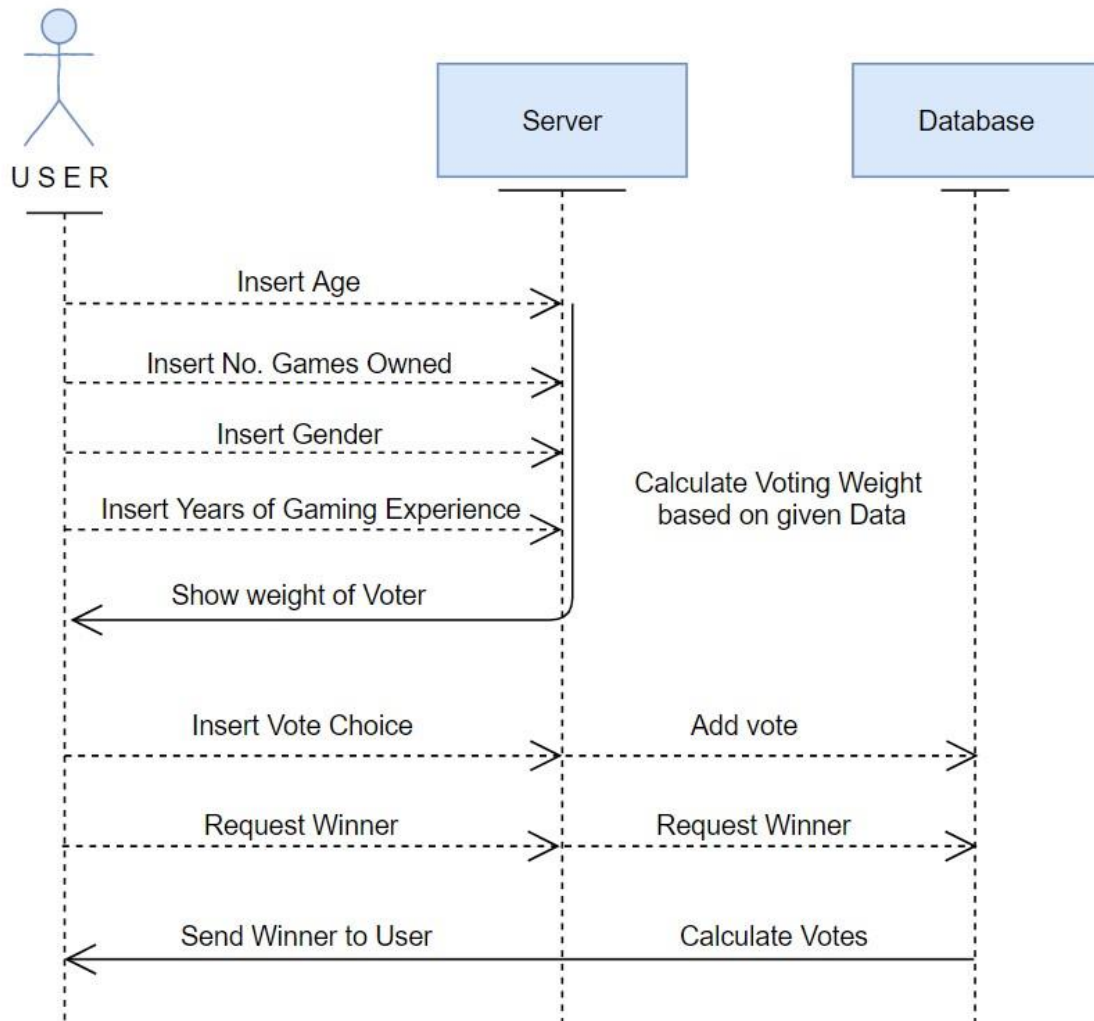 U S E R
Server
Database
Insert Age
Insert No. Games Owned
Insert Gender
Insert Years of Gaming Experience
Calculate Voting Weight
based on given Data
Show weight of Voter
Insert Vote Choice
Add vote
Request Winner
Request Winner
Send Winner to User
Calculate Votes